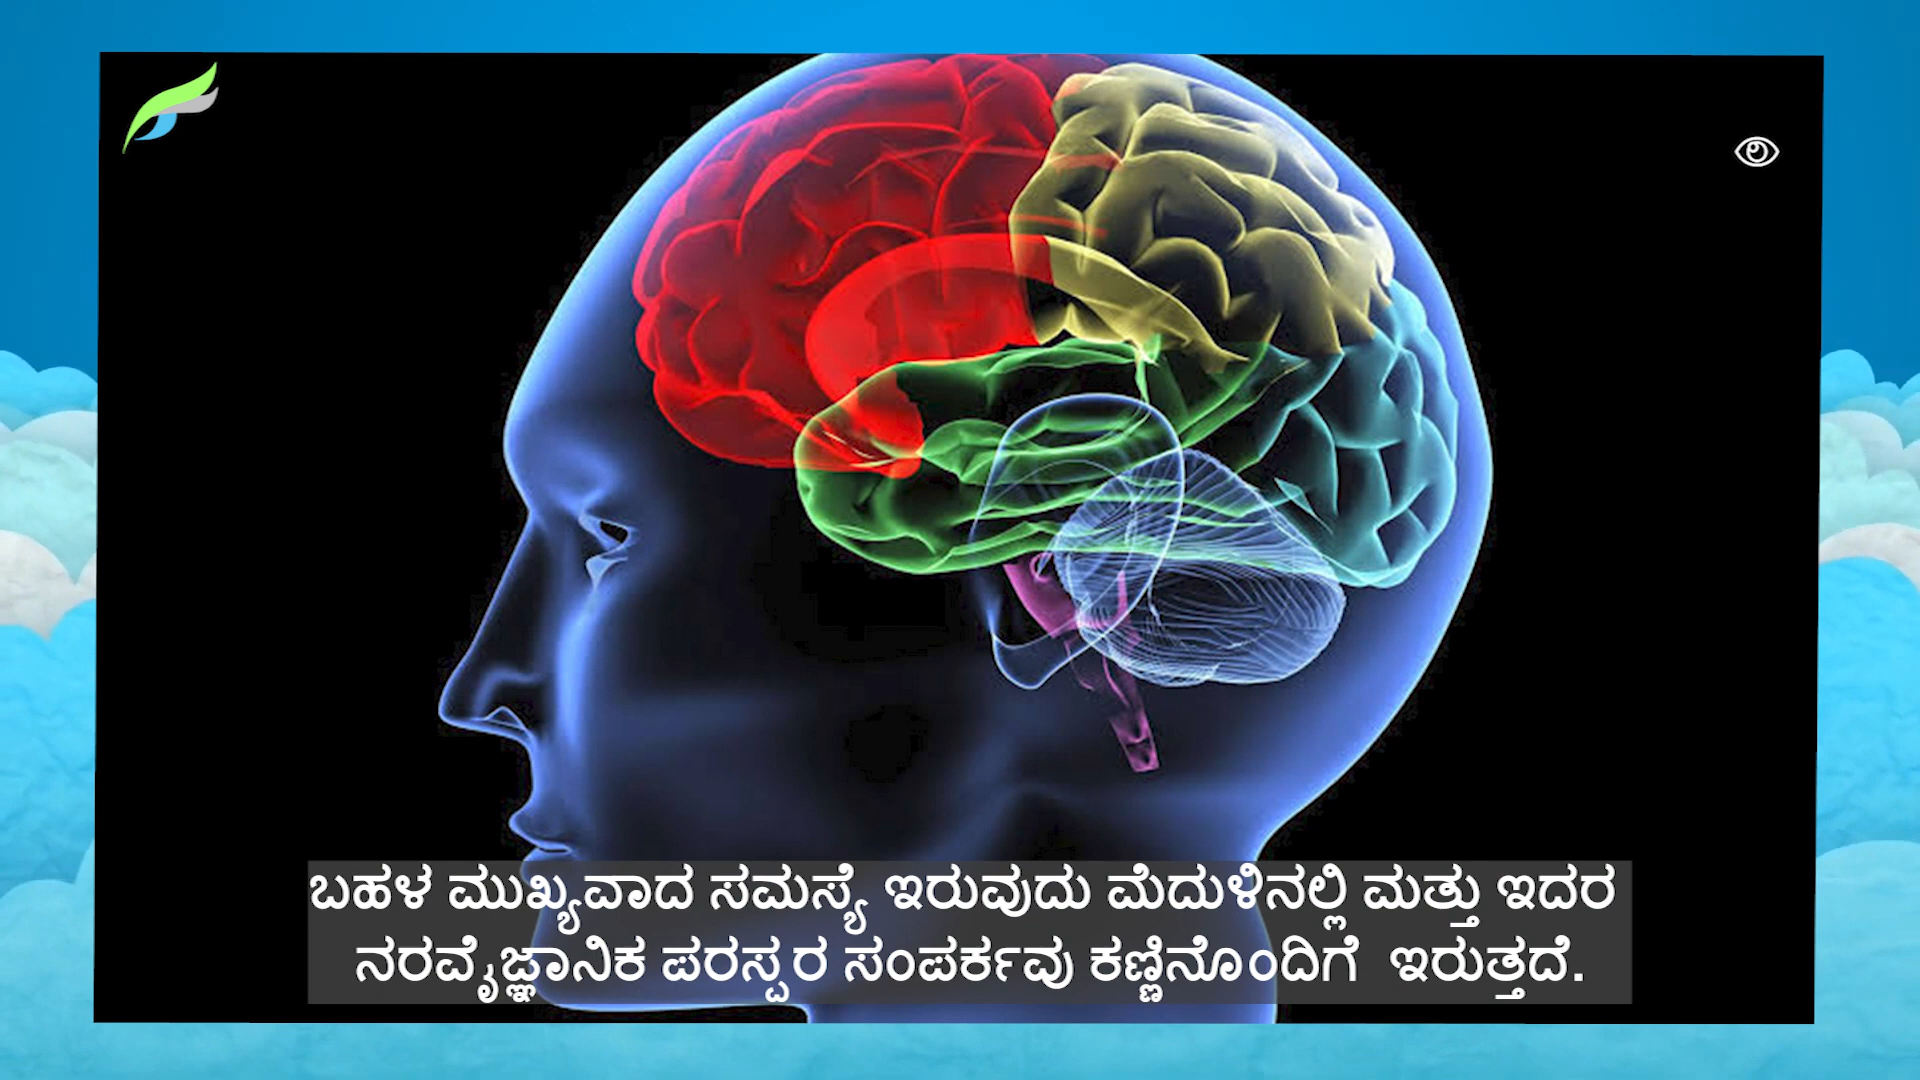 ಬಹಳ ಮುಖ್ಯವಾದ ಸಮಸ್ಯೆ ಇರುವುದು ಮೆದುಳಿನಲ್ಲಿ ಮತ್ತು ಇದರ
ನರವೈಜ್ಞಾನಿಕ ಪರಸ್ಪರ ಸಂಪರ್ಕವು ಕಣ್ಣಿನೊಂದಿಗೆ ಇರುತ್ತದೆ.